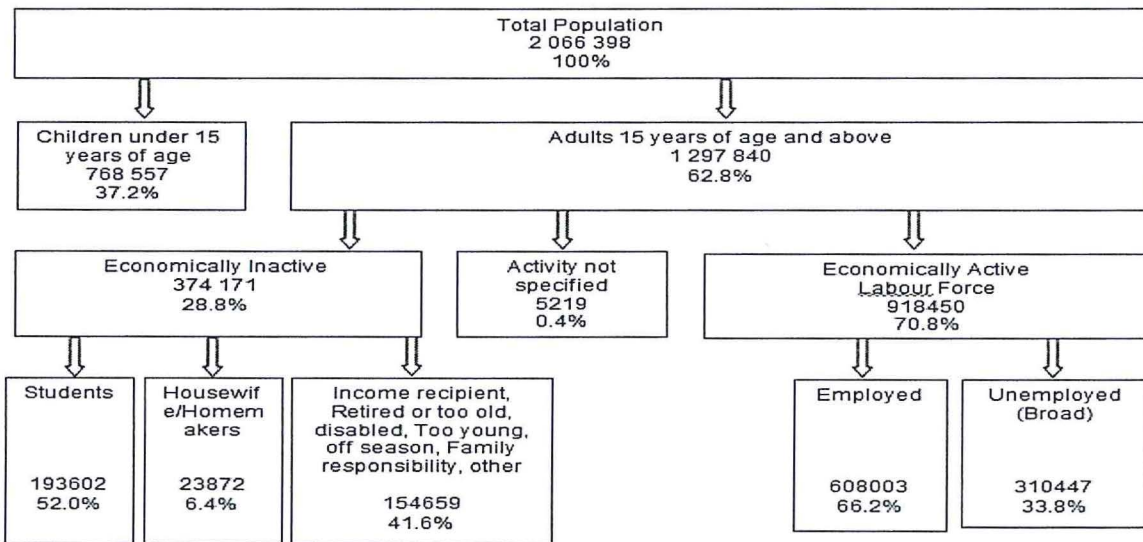 Total Population
2 066 398
100%
Children under 15
years of age
768 557
37.2%
Adults 15 years of age and above
1 297 840
62.8%
Economically Inactive
374 171
28.8%
Activity not
specified
5219
0.4%
Economically Active
Labour Force
918450
70.8%
Students
193602
52.0%
Housewif
e/Homem
akers
23872
6.4%
Income recipient,
Retired or too old,
disabled, Too young,
off season, Family
responsibility, other
154659
41.6%
Employed
608003
66.2%
Unemployed
(Broad)
310447
33.8%